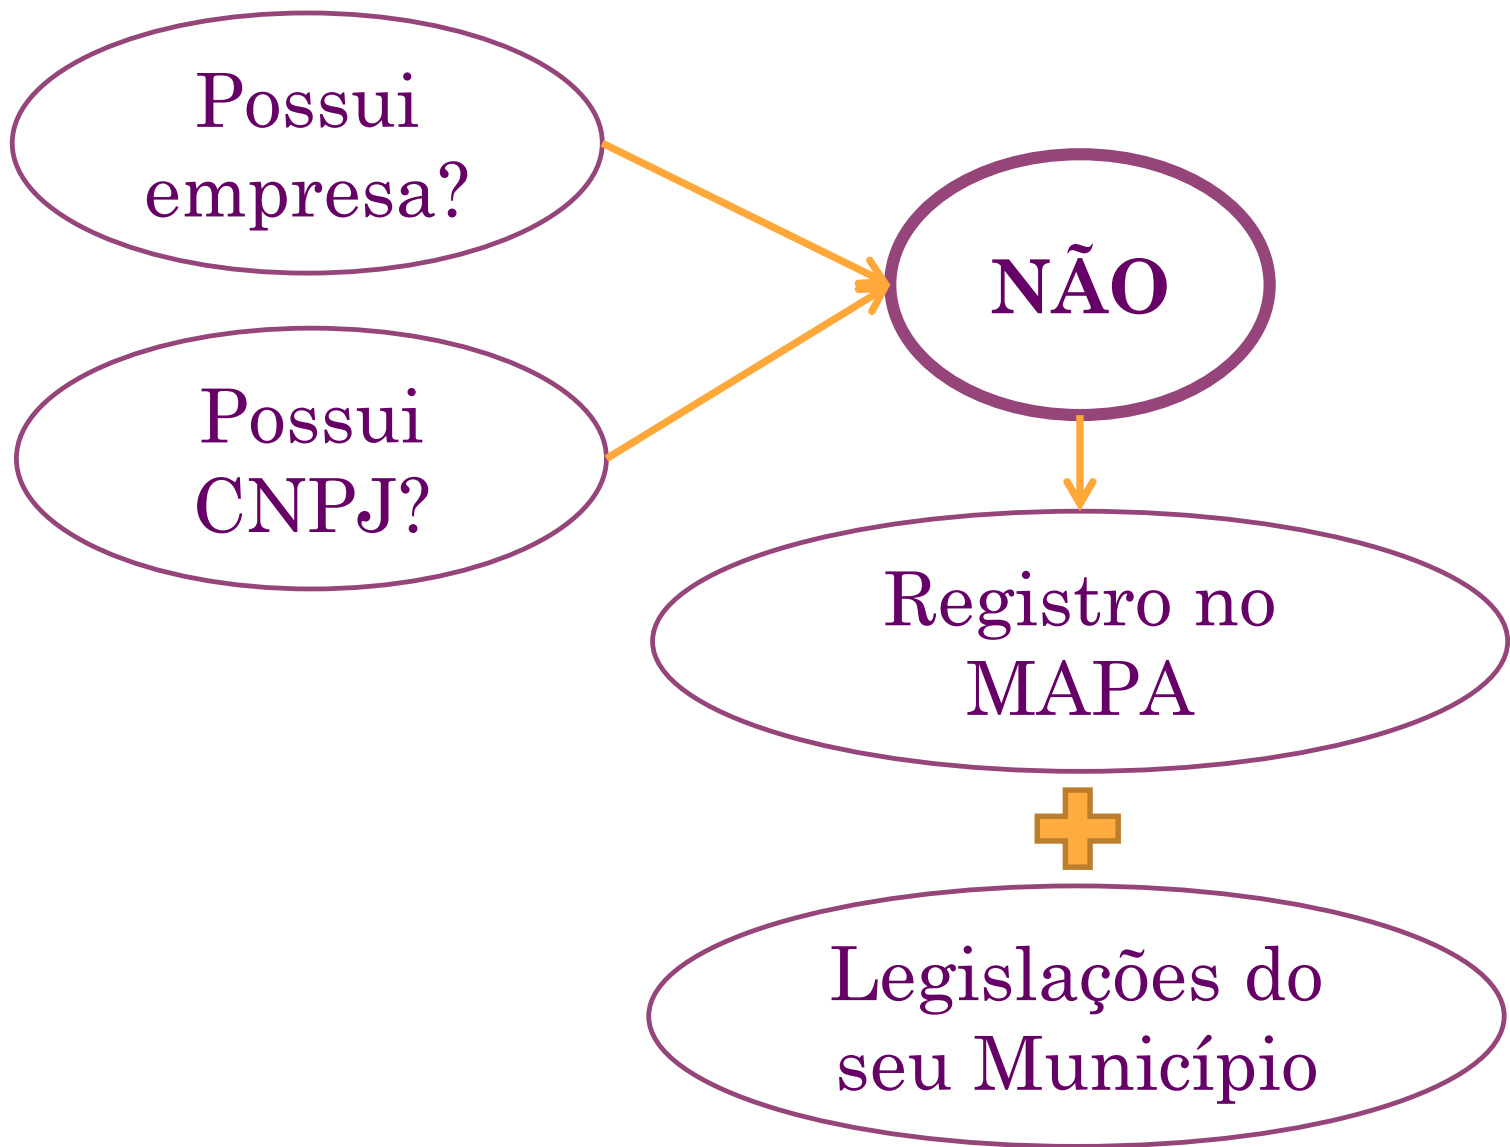 Possui
empresa?
NÃO
Possui
CNPJ?
Registro no
MAPA
Legislações do
seu Município